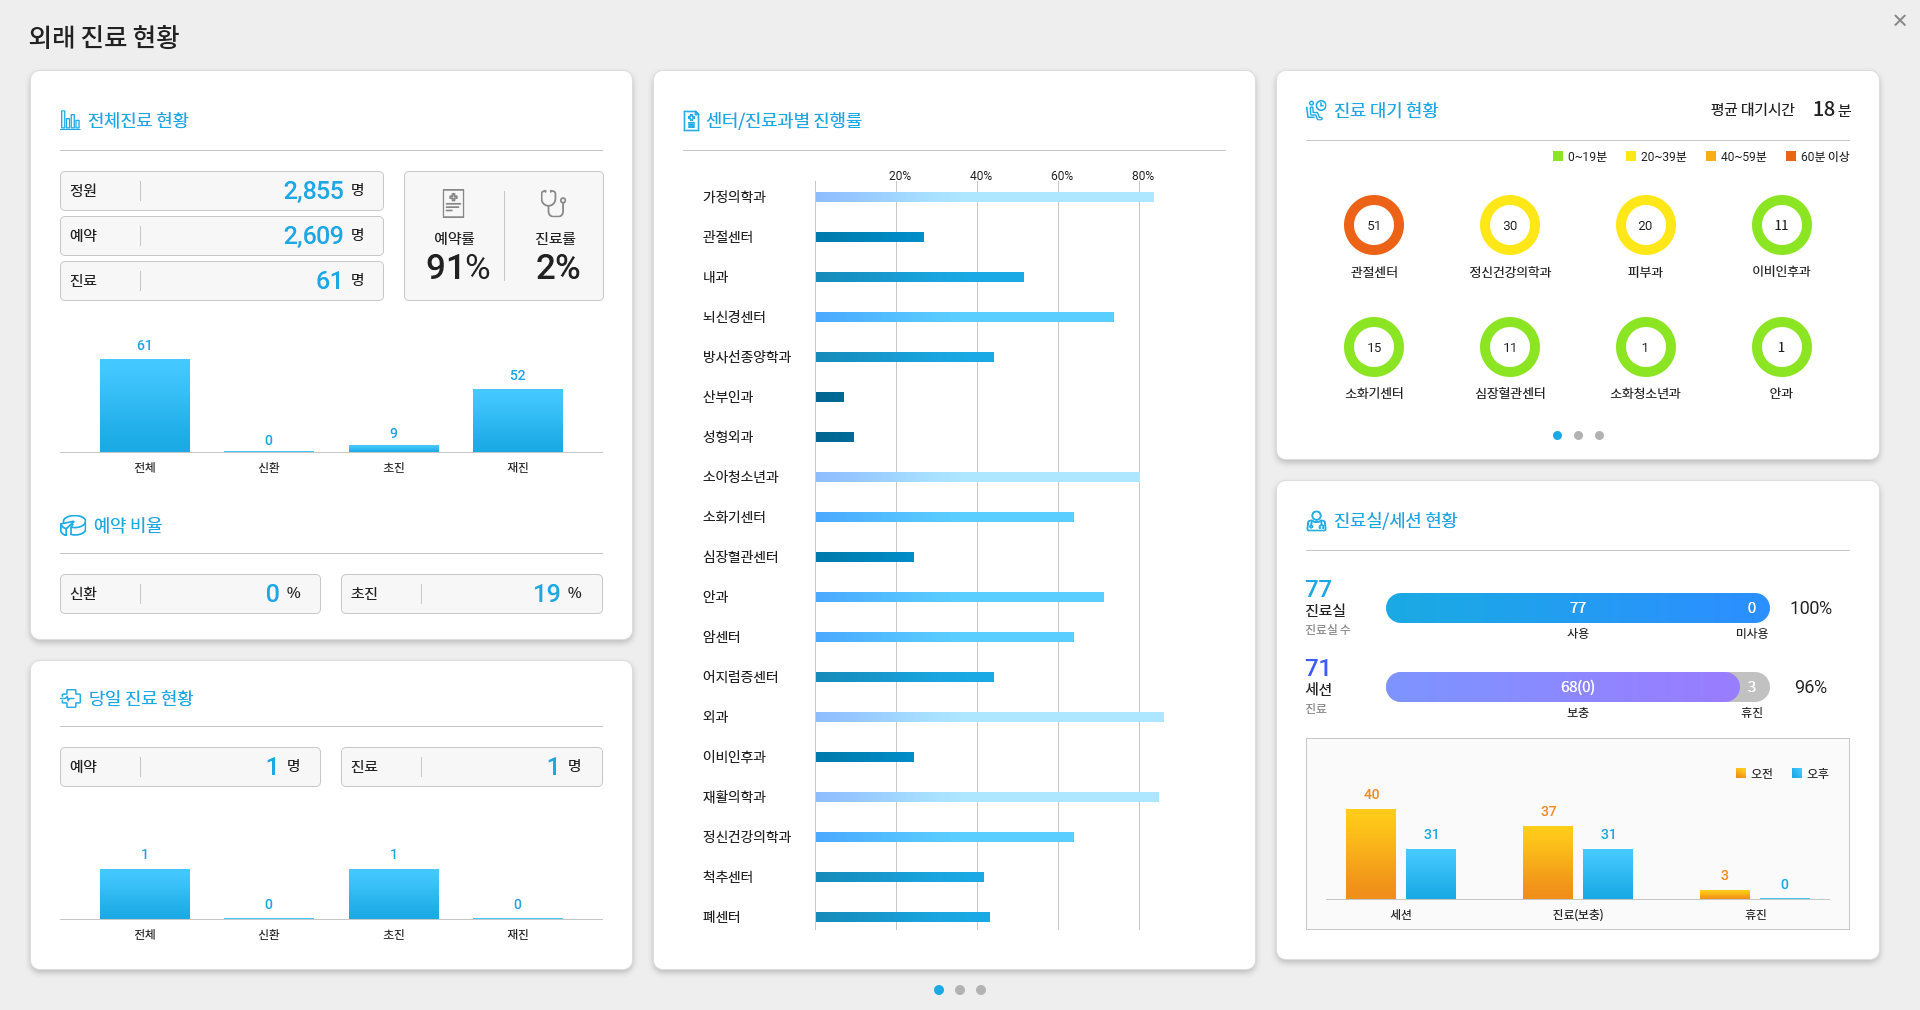 외래 진료 현황
전체진료 현황
정원 2,855 명
예약 2,609 명
진료 61 명
예약률
91%
진료률
2%
61
0
9
52
전체
신환
초진
재진
예약 비율
신환 0 %
초진 19 %
당일 진료 현황
예약 1 명
진료 1 명
1
0
1
0
전체
신환
초진
재진
센터/진료과별 진행률
20% 40% 60% 80%
가정의학과
관절센터
내과
뇌신경센터
방사선종양학과
산부인과
성형외과
소아청소년과
소화기센터
심장혈관센터
안과
암센터
어지럼증센터
외과
이비인후과
재활의학과
정신건강의학과
척추센터
폐센터
진료 대기 현황
평균 대기시간 18 분
0~19분 20~39분 40~59분 60분 이상
51 30 20 11
관절센터 정신건강의학과 피부과 이비인후과
15 11 1 1
소화기센터 심장혈관센터 소화청소년과 안과
진료실/세션 현황
77
진료실
진료실 수
77 0 100%
사용 미사용
71
세션
진료
68(0) 3 96%
보충 휴진
오전 오후
40 31 37 31 3 0
세션 진료(보충) 휴진